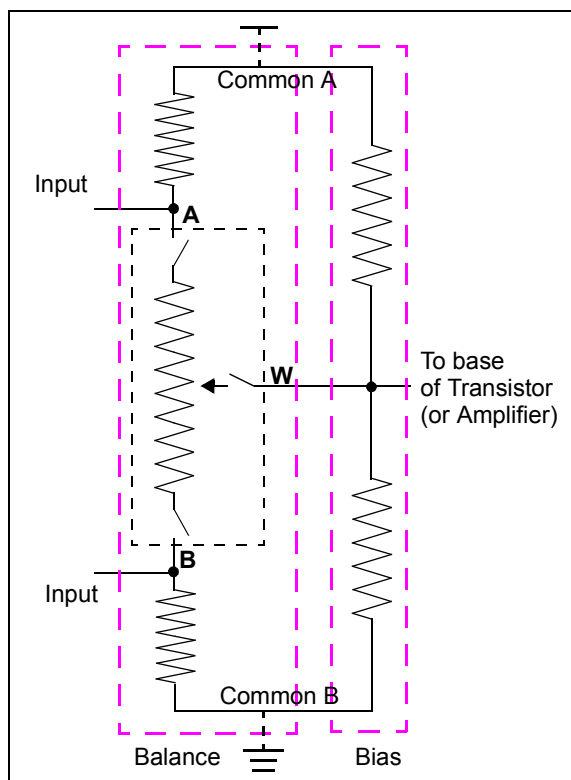 Common A
Input
A
W
To base
of Transistor
(or Amplifier)
B
Input
Common B
Balance
Bias